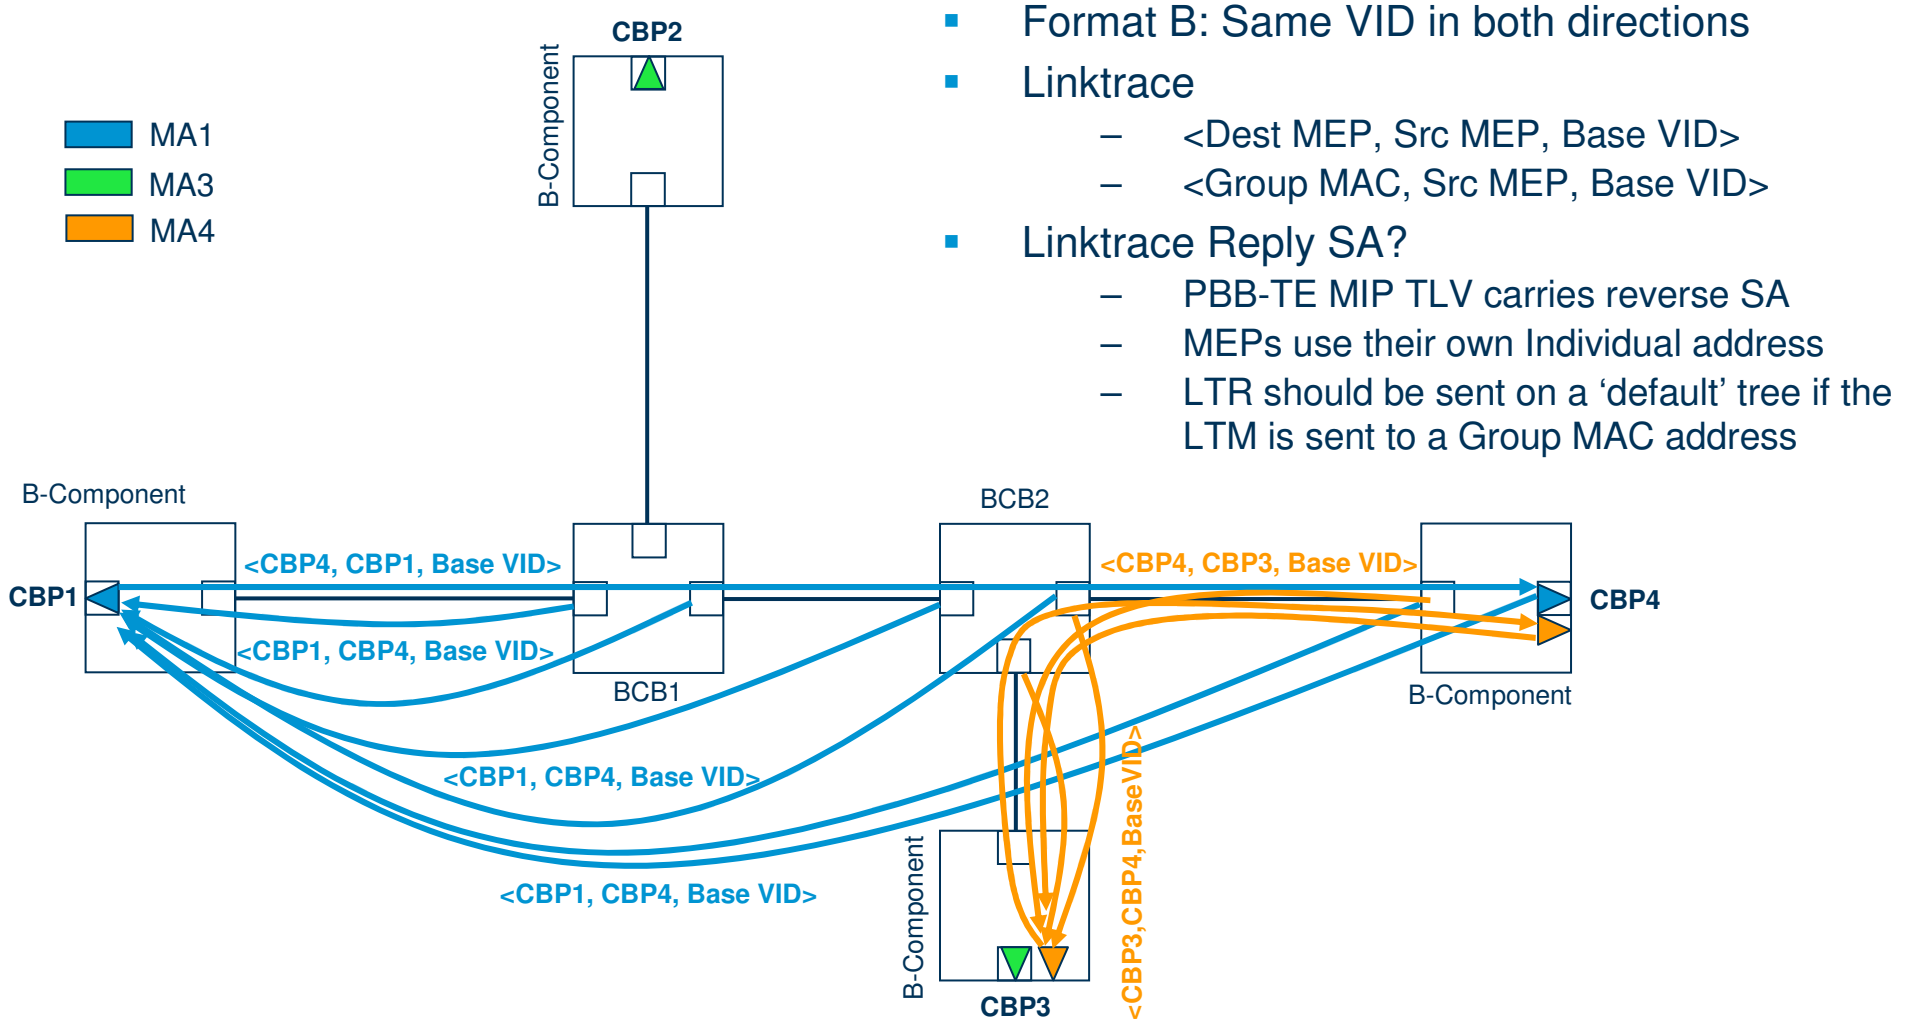 CBP2
B-Component
MA1
MA3
MA4
▪ Format B: Same VID in both directions
▪ Linktrace
– <Dest MEP, Src MEP, Base VID>
– <Group MAC, Src MEP, Base VID>
▪ Linktrace Reply SA?
– PBB-TE MIP TLV carries reverse SA
– MEPs use their own Individual address
– LTR should be sent on a ‘default’ tree if the
LTM is sent to a Group MAC address
B-Component
BCB2
<CBP4, CBP1, Base VID>
<CBP4, CBP3, Base VID>
CBP1
CBP4
<CBP1, CBP4, Base VID>
BCB1
B-Component
<CBP1, CBP4, Base VID>
<CBP1, CBP4, Base VID>
B-Component
<CBP3,CBP4,BaseVID>
CBP3